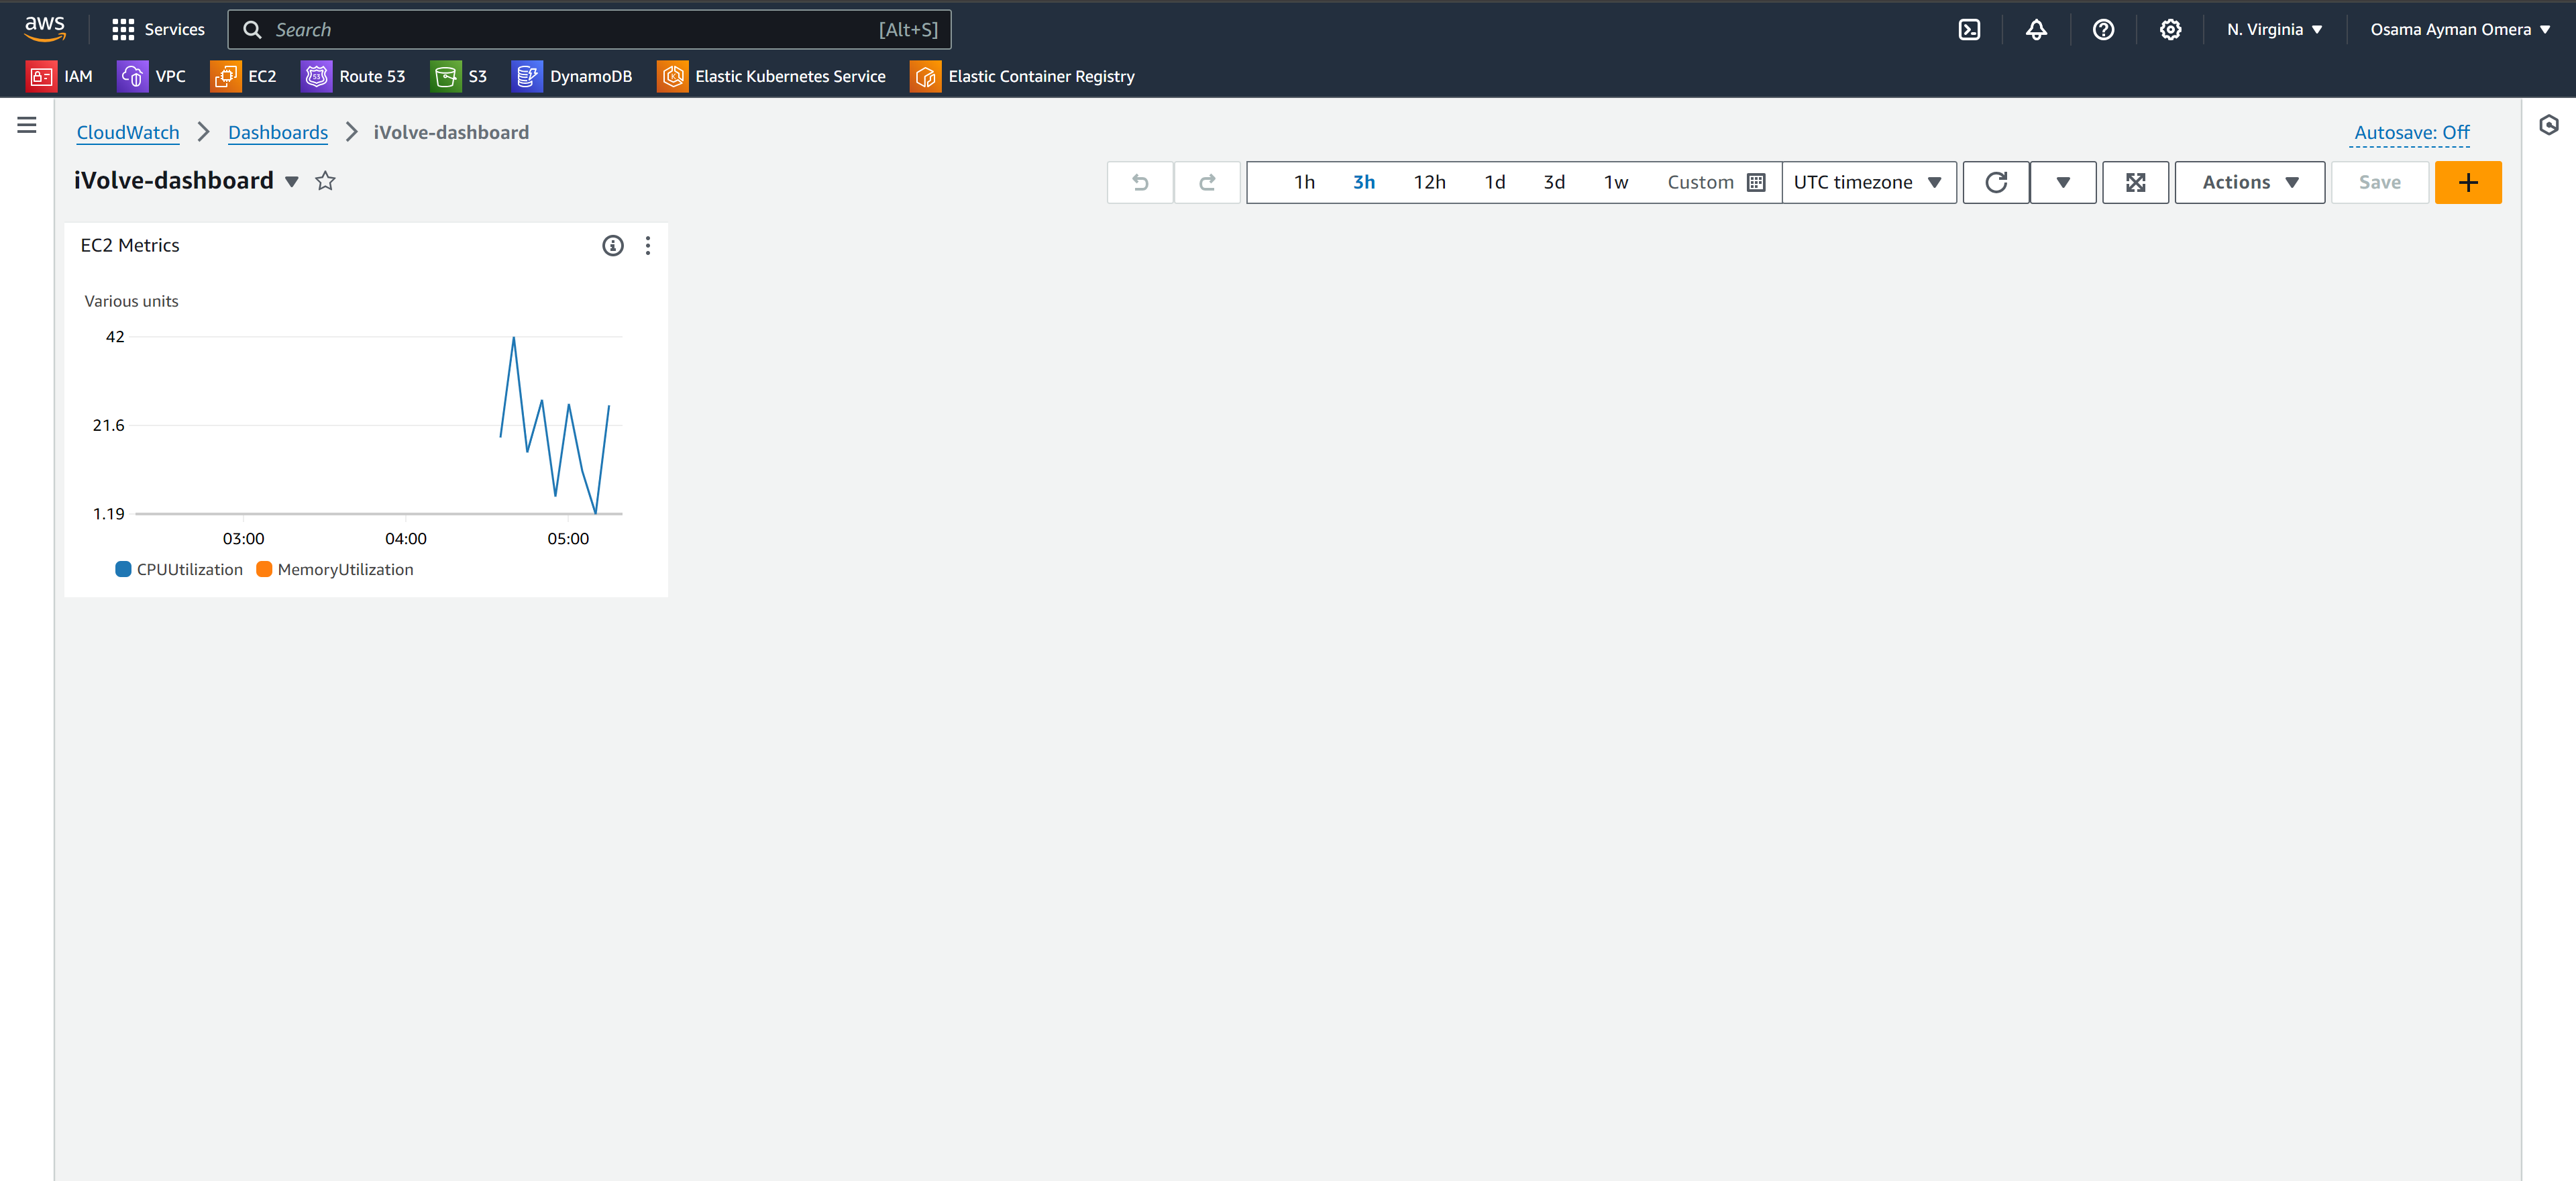 aws Services Search [Alt+S] N. Virginia Osama Ayman Omera
IAM VPC EC2 53 Route 53 S3 DynamoDB Elastic Kubernetes Service Elastic Container Registry
CloudWatch Dashboards iVolve-dashboard Autosave: Off
iVolve-dashboard 1h 3h 12h 1d 3d 1w Custom UTC timezone Actions Save
EC2 Metrics
Various units
42
21.6
1.19
03:00 04:00 05:00
CPUUtilization MemoryUtilization